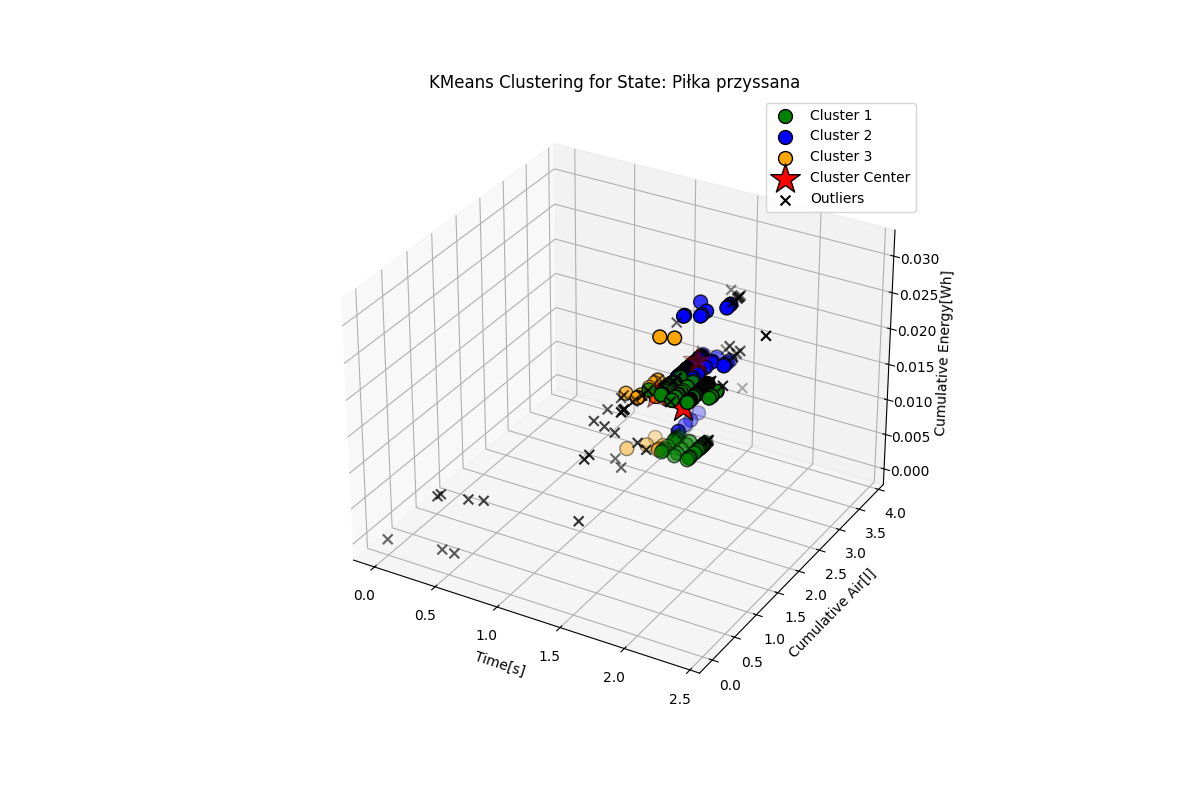 KMeans Clustering for State: Piłka przyssana
Cluster 1
Cluster 2
Cluster 3
Cluster Center
Outliers
0.030
0.025
0.020
0.015
0.010
0.005
0.000
Cumulative Energy[Wh]
4.0
3.5
3.0
2.5
2.0
1.5
1.0
0.5
0.0
Cumulative Air[l]
0.0
0.5
1.0
1.5
2.0
2.5
Time[s]